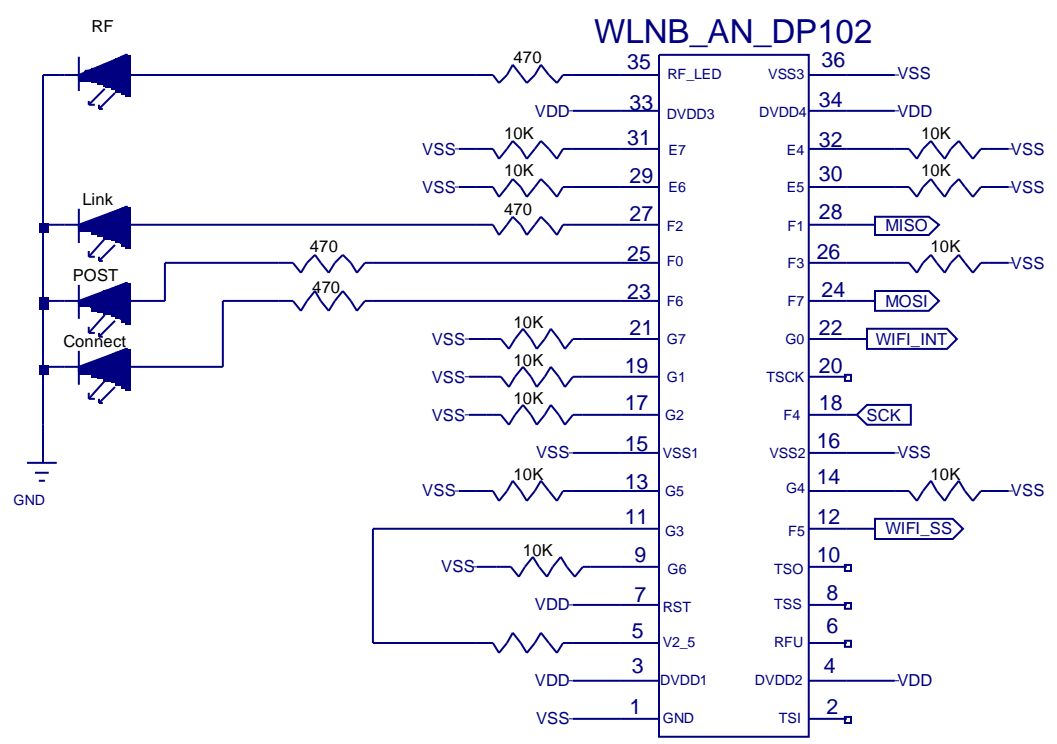 RF
WLNB_AN_DP102
470 35 RF_LED VSS3 36 VSS
VDD 33 DVDD3 DVDD4 34 VDD
VSS 10K 31 E7 E4 32 10K VSS
VSS 10K 29 E6 E5 30 10K VSS
Link 470 27 F2 F1 28 MISO
470 25 F0 F3 26 10K VSS
POST
470 23 F6 F7 24 MOSI
Connect
VSS 10K 21 G7 G0 22 WIFI_INT
VSS 10K 19 G1 TSCK 20
VSS 10K 17 G2 F4 18 SCK
VSS 15 VSS1 VSS2 16 VSS
GND
VSS 10K 13 G5 G4 14 10K VSS
11 G3 F5 12 WIFI_SS
VSS 10K 9 G6 TSO 10
VDD 7 RST TSS 8
5 V2_5 RFU 6
VDD 3 DVDD1 DVDD2 4 VDD
VSS 1 GND TSI 2